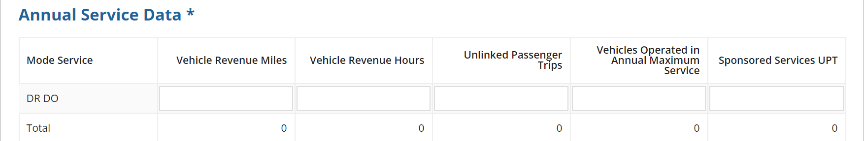 Annual Service Data *
Mode Service Vehicle Revenue Miles Vehicle Revenue Hours Unlinked Passenger Trips Vehicles Operated in Annual Maximum Service Sponsored Services UPT
DR DO
Total 0 0 0 0 0